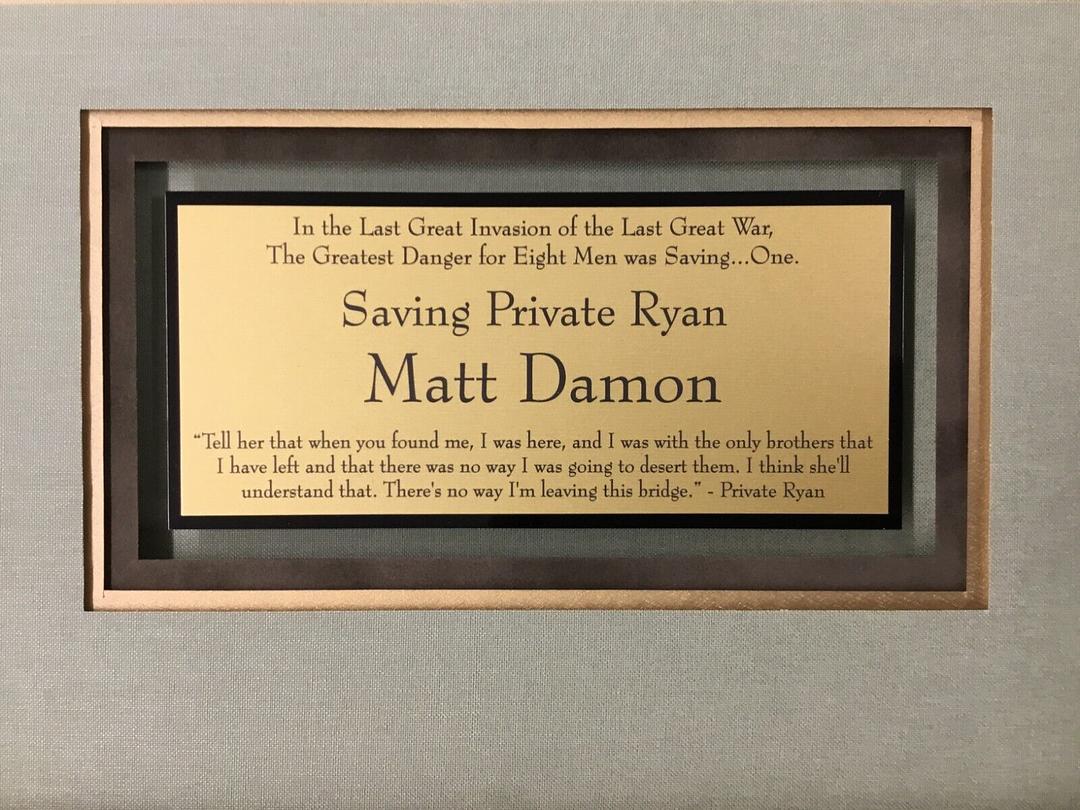 In the Last Great Invasion of the Last Great War,
The Greatest Danger for Eight Men was Saving...One.
Saving Private Ryan
Matt Damon
"Tell her that when you found me, I was here, and I was with the only brothers that
I have left and that there was no way I was going to desert them. I think she'll
understand that. There's no way I'm leaving this bridge." - Private Ryan